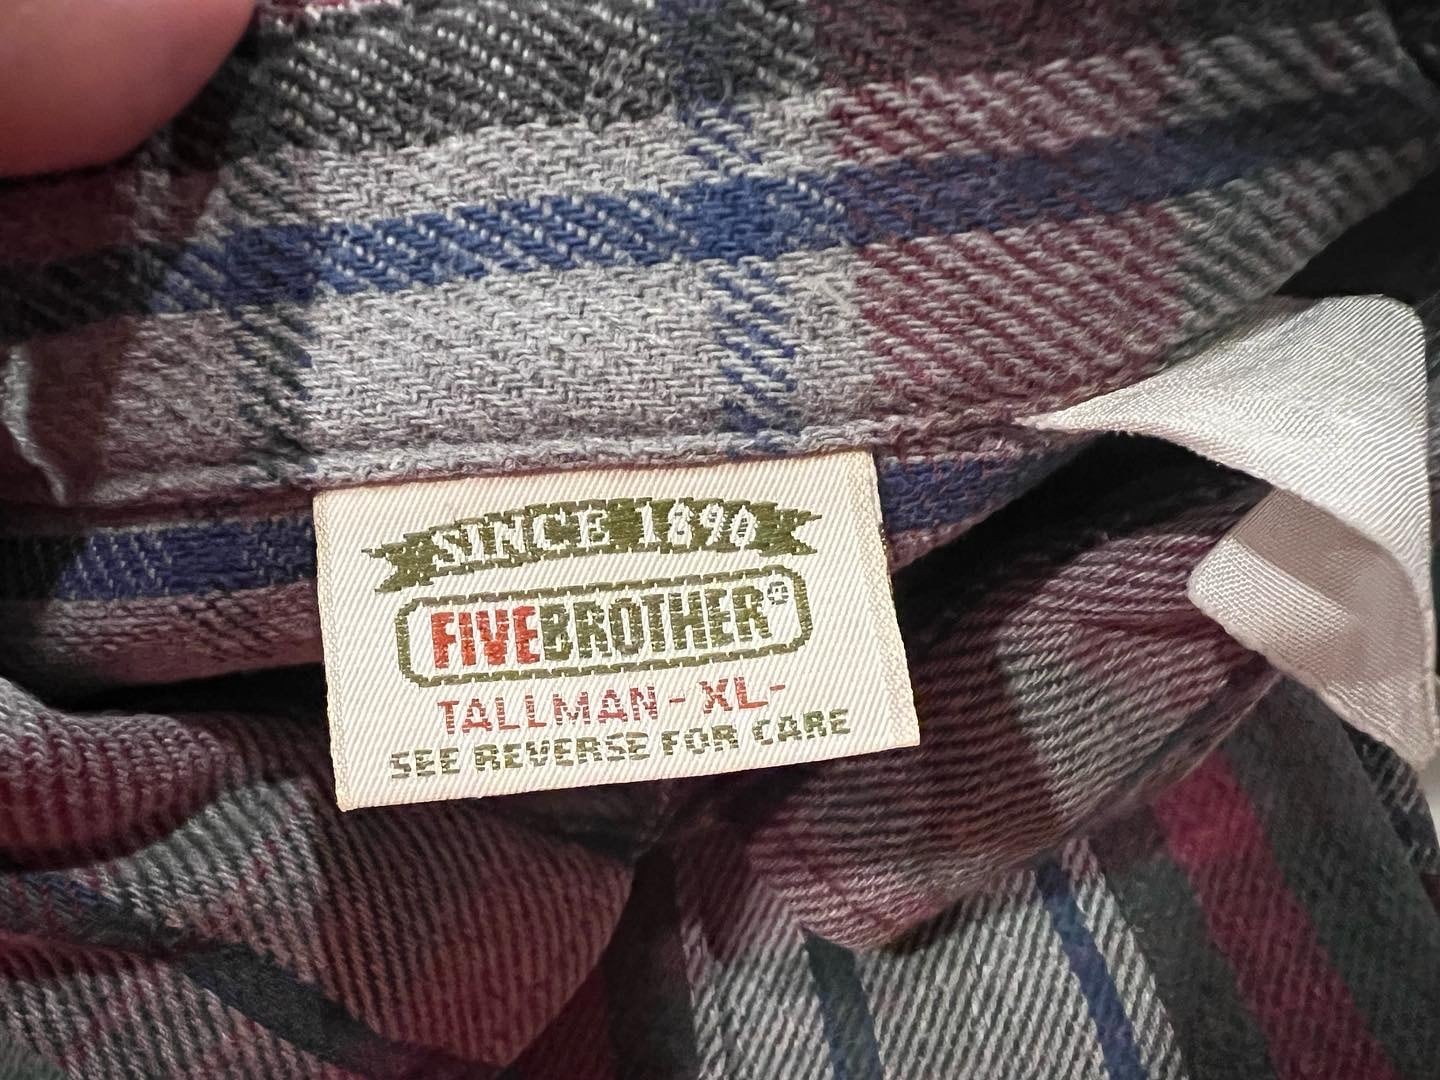 SINCE 1890
FIVEBROTHER®
TALLMAN - XL-
SEE REVERSE FOR CARE